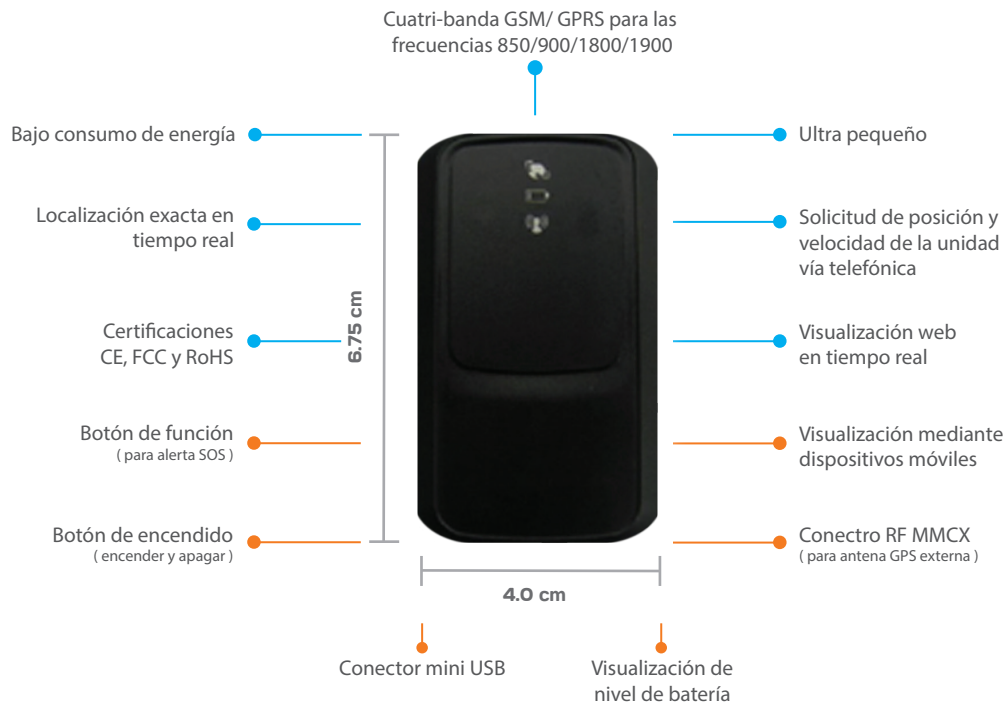 Cuatri-banda GSM/ GPRS para las
frecuencias 850/900/1800/1900
Bajo consumo de energía
Ultra pequeño
Localización exacta en
tiempo real
Solicitud de posición y
velocidad de la unidad
vía telefónica
Certificaciones
CE, FCC y RoHS
6.75 cm
Visualización web
en tiempo real
Botón de función
( para alerta SOS )
Visualización mediante
dispositivos móviles
Botón de encendido
( encender y apagar )
Conectro RF MMCX
( para antena GPS externa )
4.0 cm
Conector mini USB
Visualización de
nivel de batería